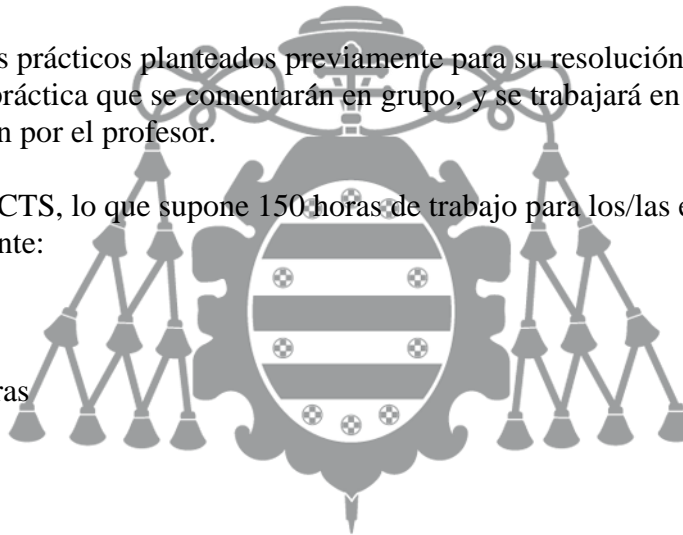 s prácticos planteados previamente para su resolución
ráctica que se comentarán en grupo, y se trabajará en
n por el profesor.
CTS, lo que supone 150 horas de trabajo para los/las e
nte:
ras